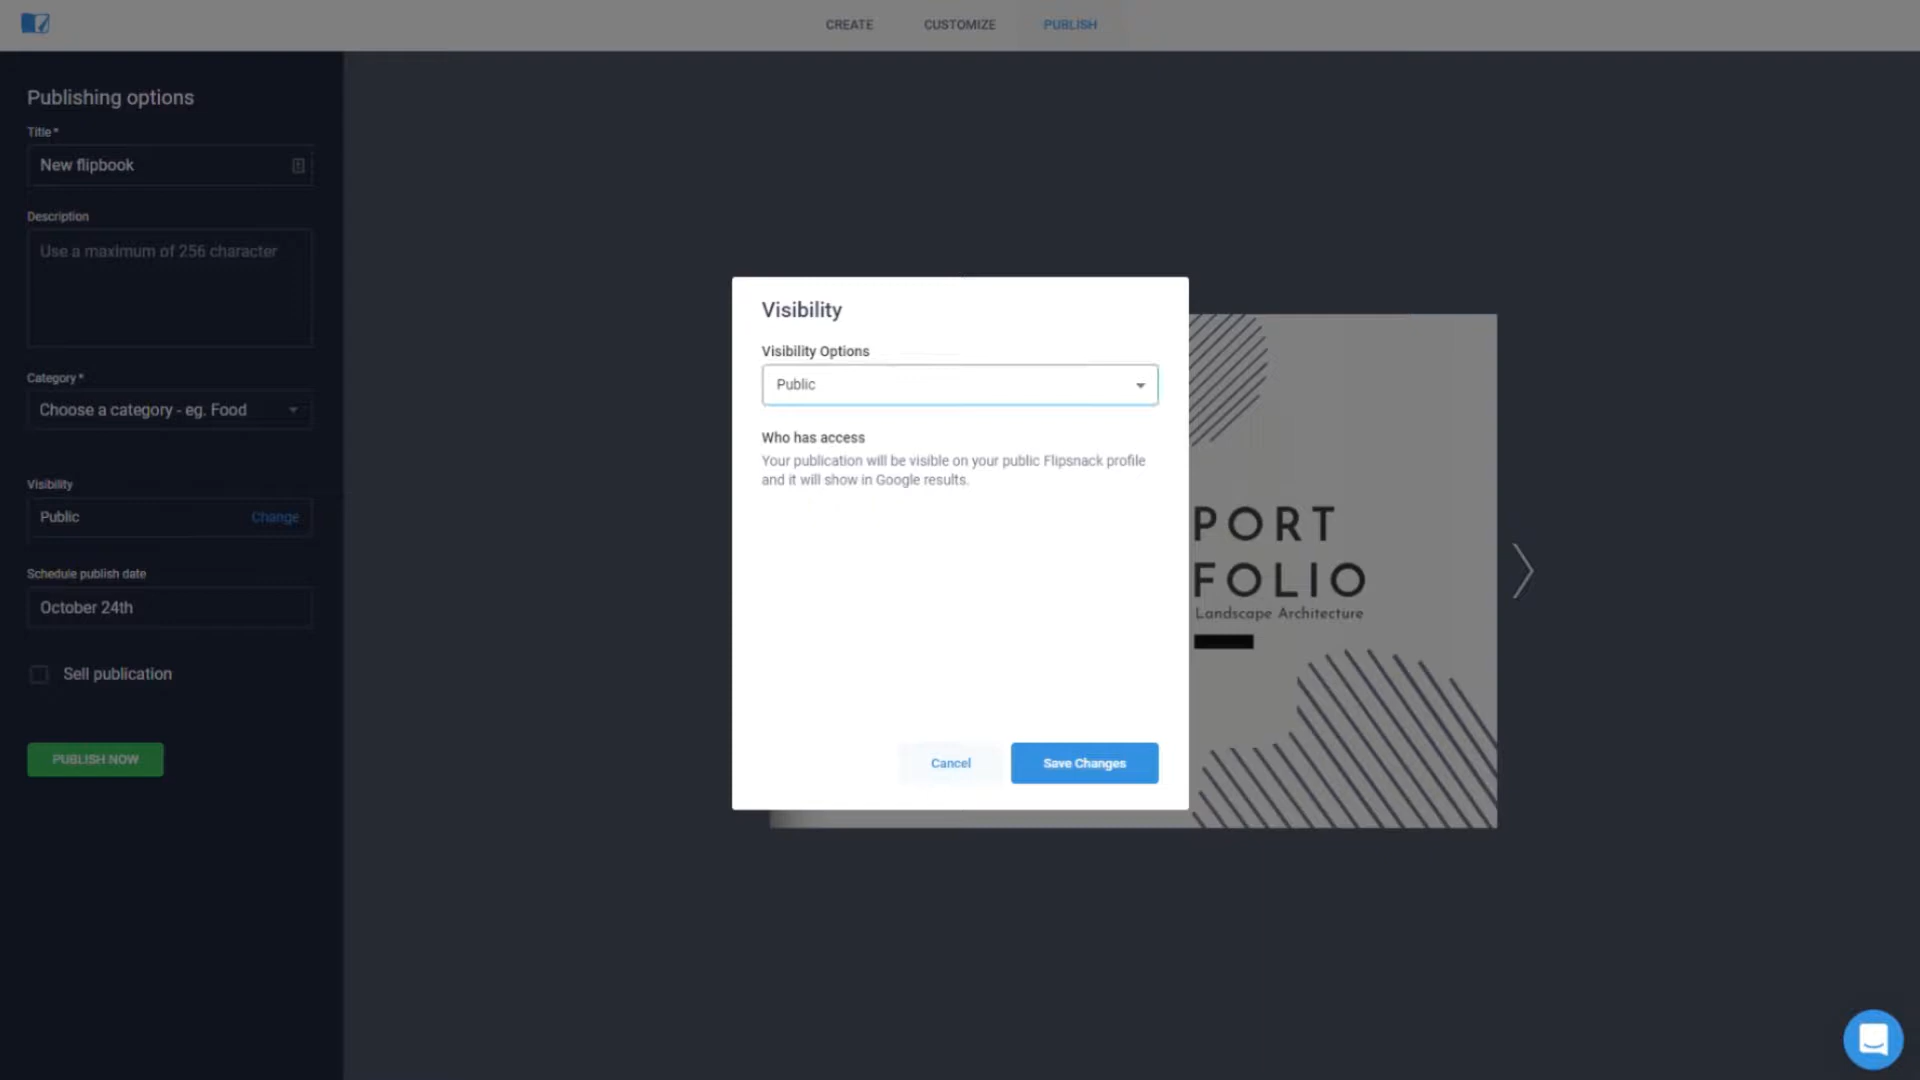 CREATE
CUSTOMIZE
PUBLISH
Publishing options
Title*
New flipbook
Description
Use a maximum of 256 character
Category*
Choose a category - eg. Food
Visibility
Public
Change
Schedule publish date
October 24th
Sell publication
PUBLISH NOW
Visibility
Visibility Options
Public
Who has access
Your publication will be visible on your public Flipsnack profile
and it will show in Google results.
Cancel
Save Changes
PORT
FOLIO
Landscape Architecture